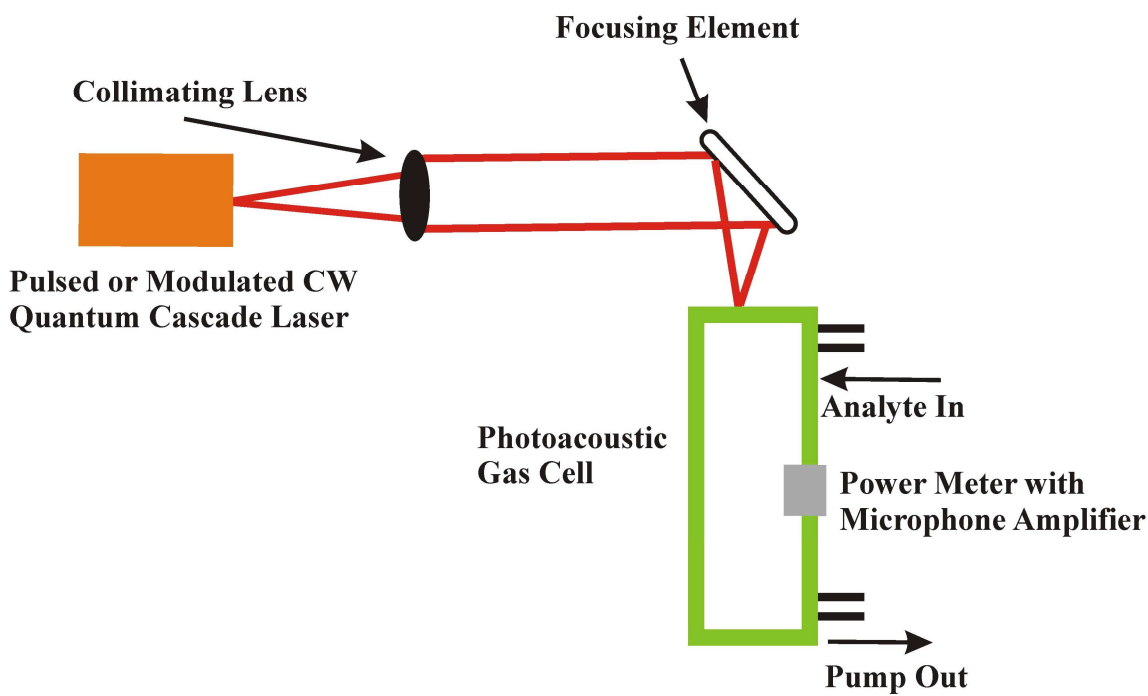 Focusing Element
Collimating Lens
Pulsed or Modulated CW
Quantum Cascade Laser
Analyte In
Photoacoustic
Gas Cell
Power Meter with
Microphone Amplifier
Pump Out